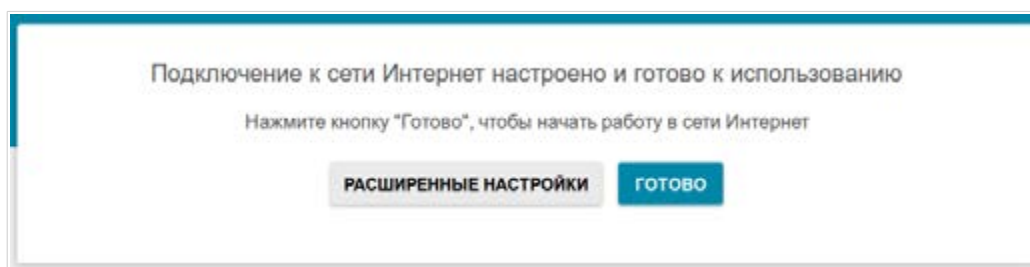 Подключение к сети Интернет настроено и готово к использованию
Нажмите кнопку "Готово", чтобы начать работу в сети Интернет
РАСШИРЕННЫЕ НАСТРОЙКИ ГОТОВО